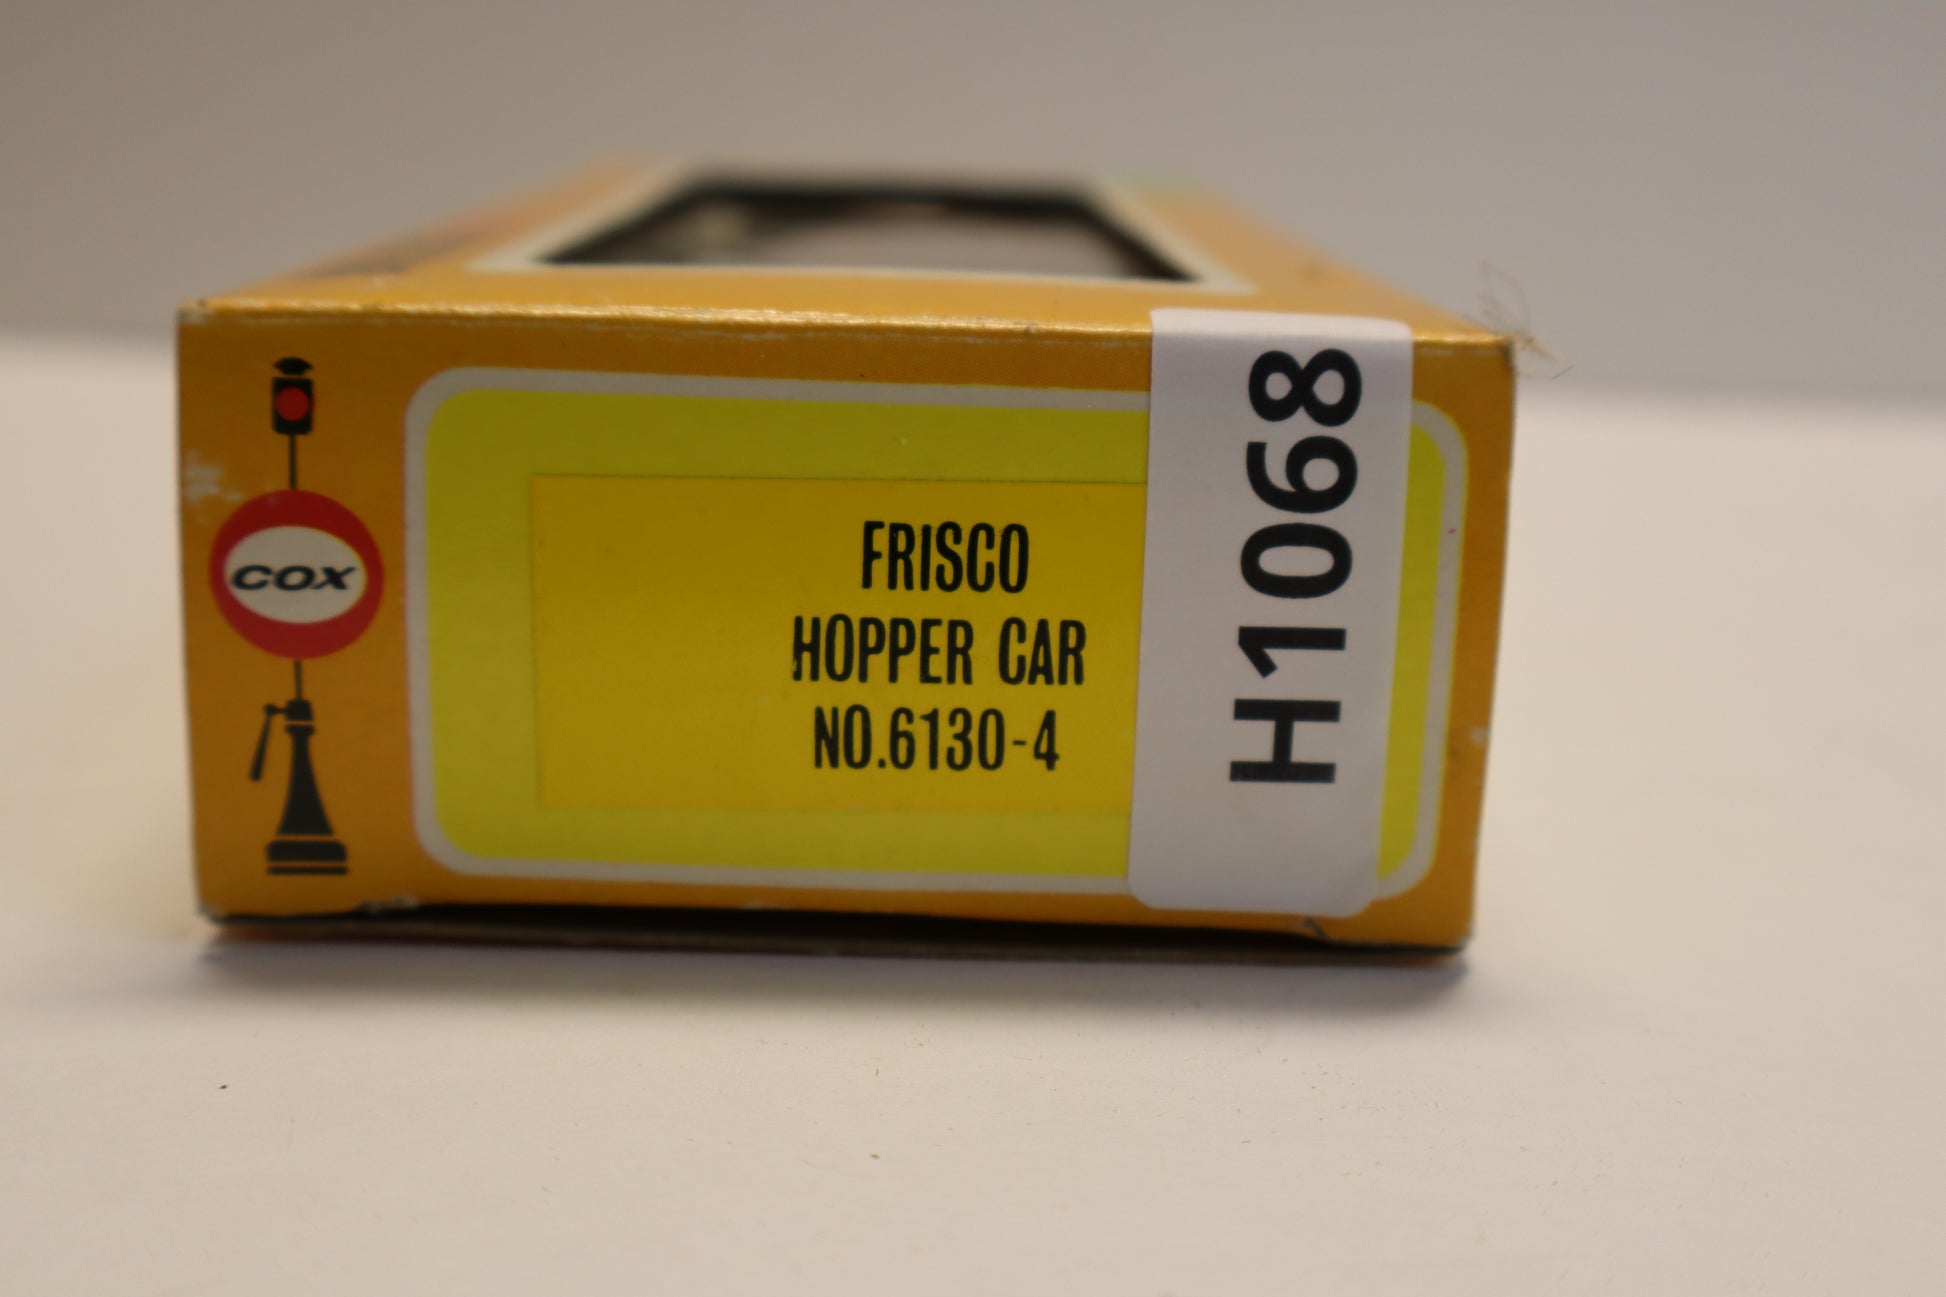 COX
FRISCO
HOPPER CAR
NO.6130-4
H1068